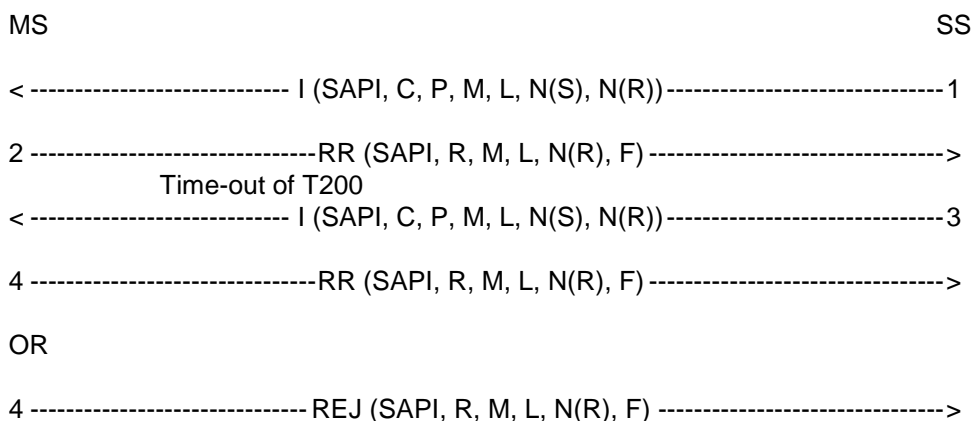 MS SS
< ----------------------------- I (SAPI, C, P, M, L, N(S), N(R))-------------------------------1
2 --------------------------------RR (SAPI, R, M, L, N(R), F) --------------------------------->
Time-out of T200
< ----------------------------- I (SAPI, C, P, M, L, N(S), N(R))-------------------------------3
4 --------------------------------RR (SAPI, R, M, L, N(R), F) --------------------------------->
OR
4 ------------------------------- REJ (SAPI, R, M, L, N(R), F) -------------------------------->